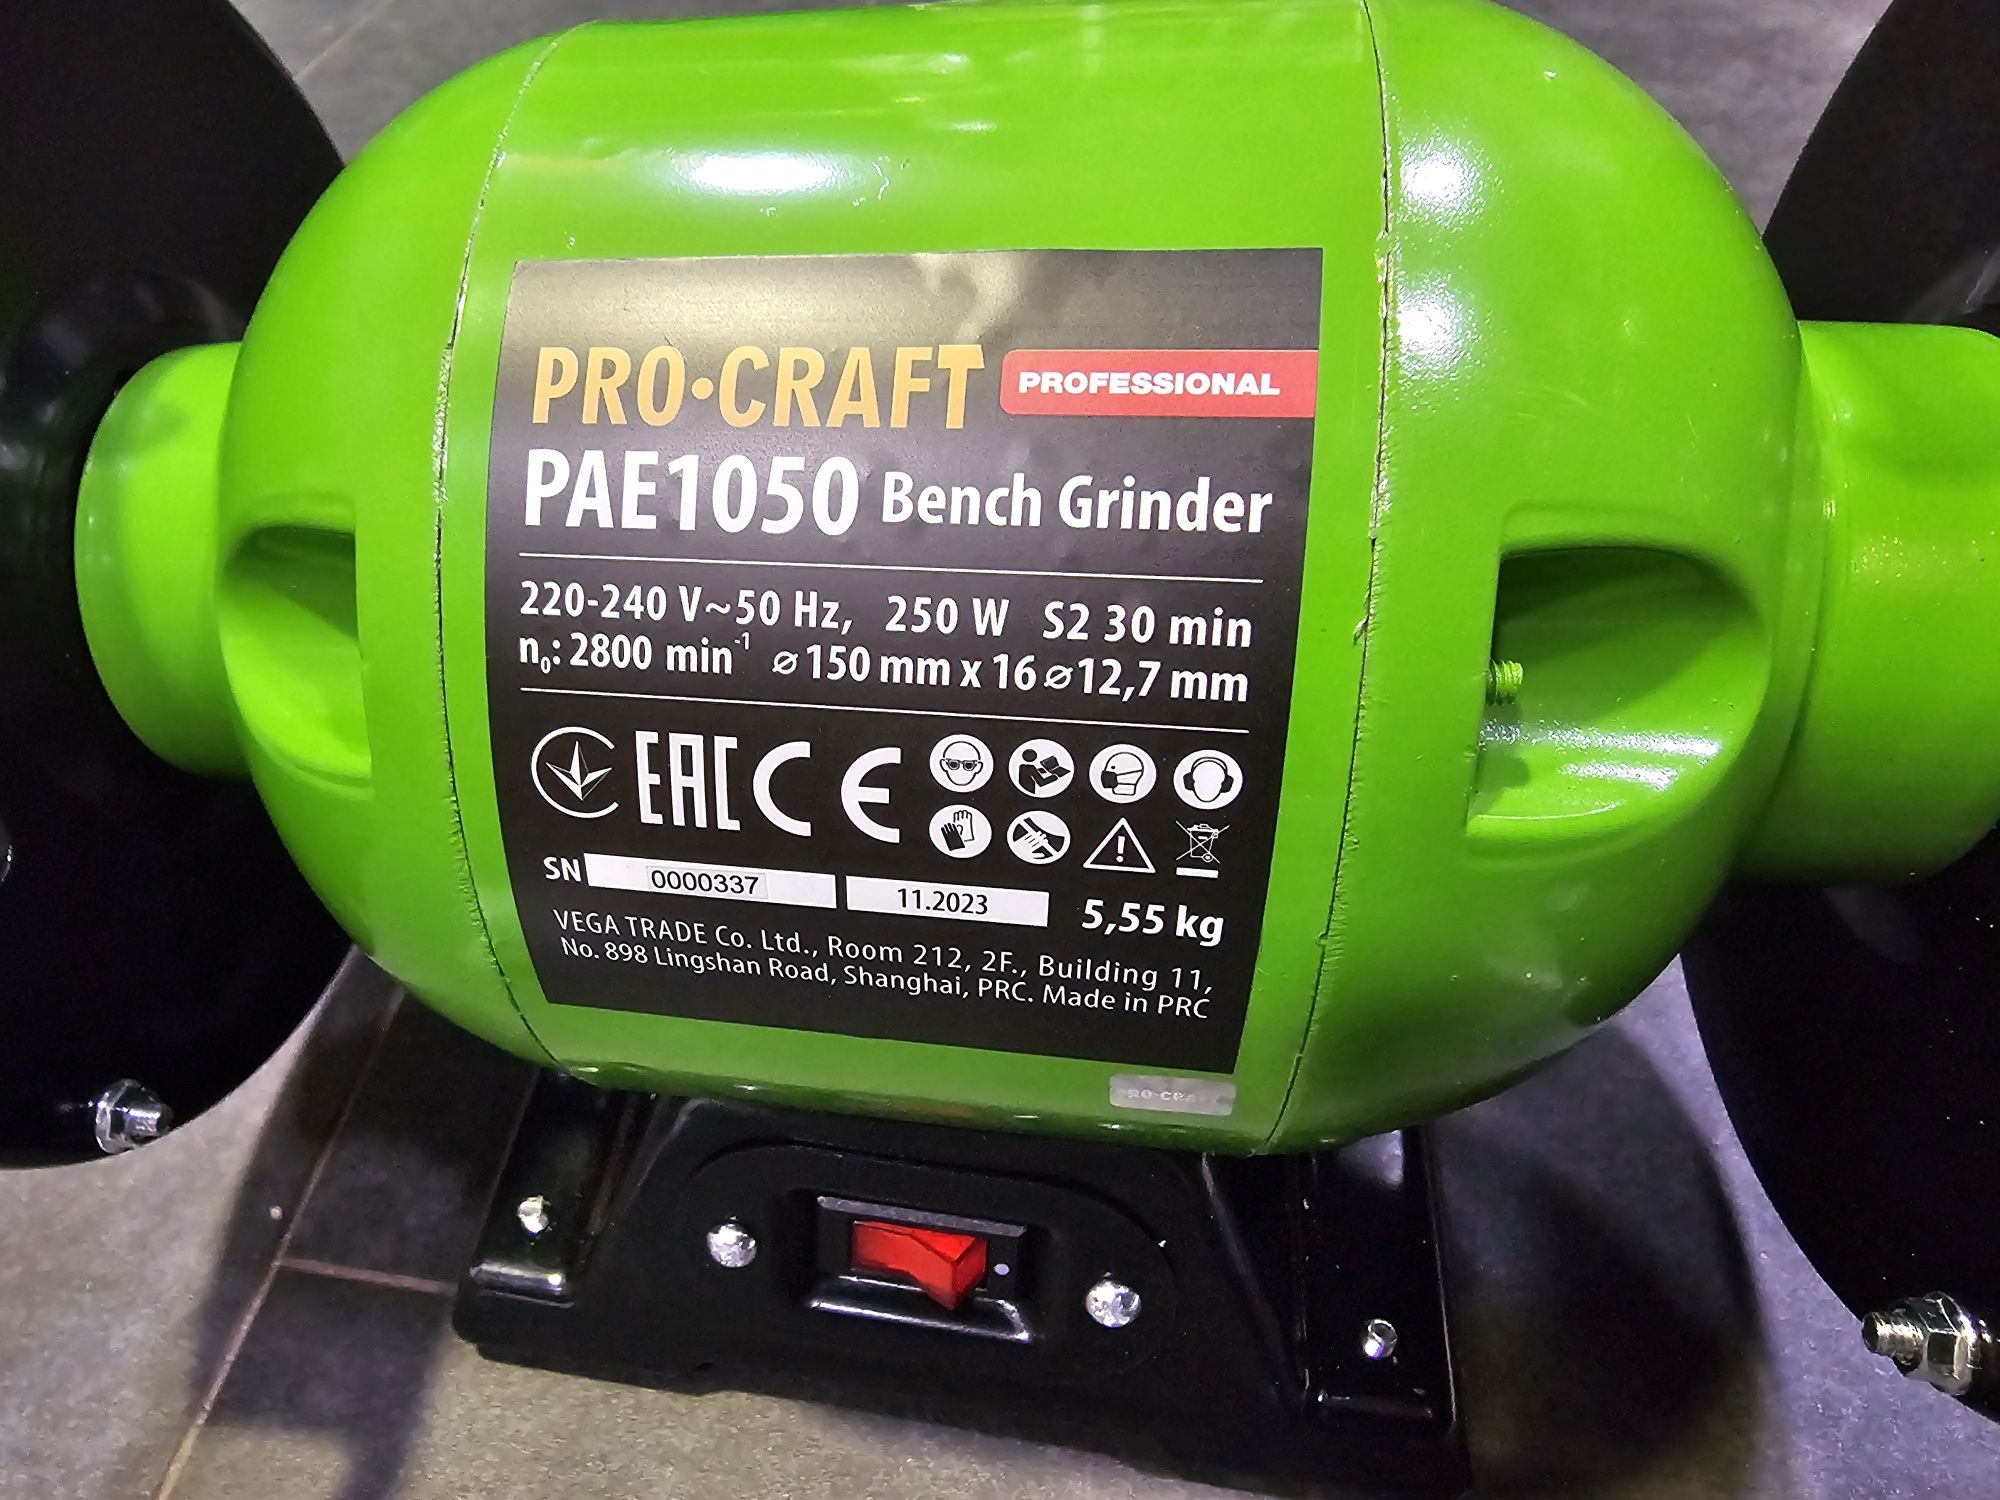 PRO·CRAFT PROFESSIONAL
PAE1050 Bench Grinder
220-240 V~50 Hz, 250 W S2 30 min
n₀: 2800 min⁻¹ ⌀150 mm x 16 ⌀12,7 mm
EAC CE
SN 0000337 11.2023 5,55 kg
VEGA TRADE Co. Ltd., Room 212, 2F., Building 11,
No. 898 Lingshan Road, Shanghai, PRC. Made in PRC